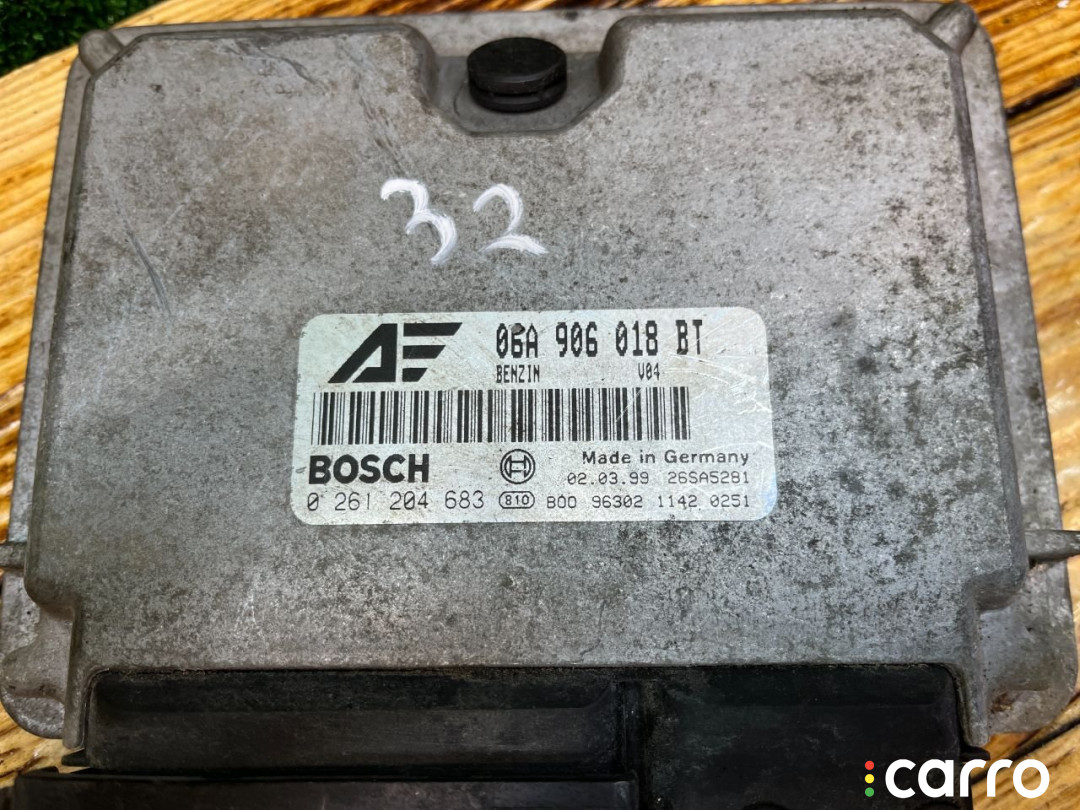 32
AE 06A 906 018 BT
BENZIN V04
BOSCH Made in Germany
02.03.99 26SA5281
0 261 204 683 810 B00 96302 1142 0251
carro